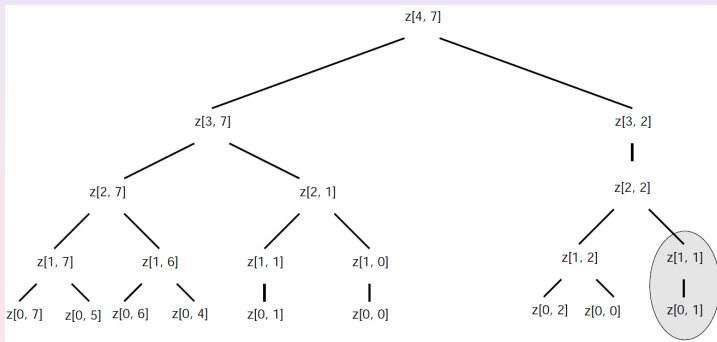 z[4, 7]
z[3, 7] z[3, 2]
z[2, 7] z[2, 1] z[2, 2]
z[1, 7] z[1, 6] z[1, 1] z[1, 0] z[1, 2] z[1, 1]
z[0, 7] z[0, 5] z[0, 6] z[0, 4] z[0, 1] z[0, 0] z[0, 2] z[0, 0] z[0, 1]